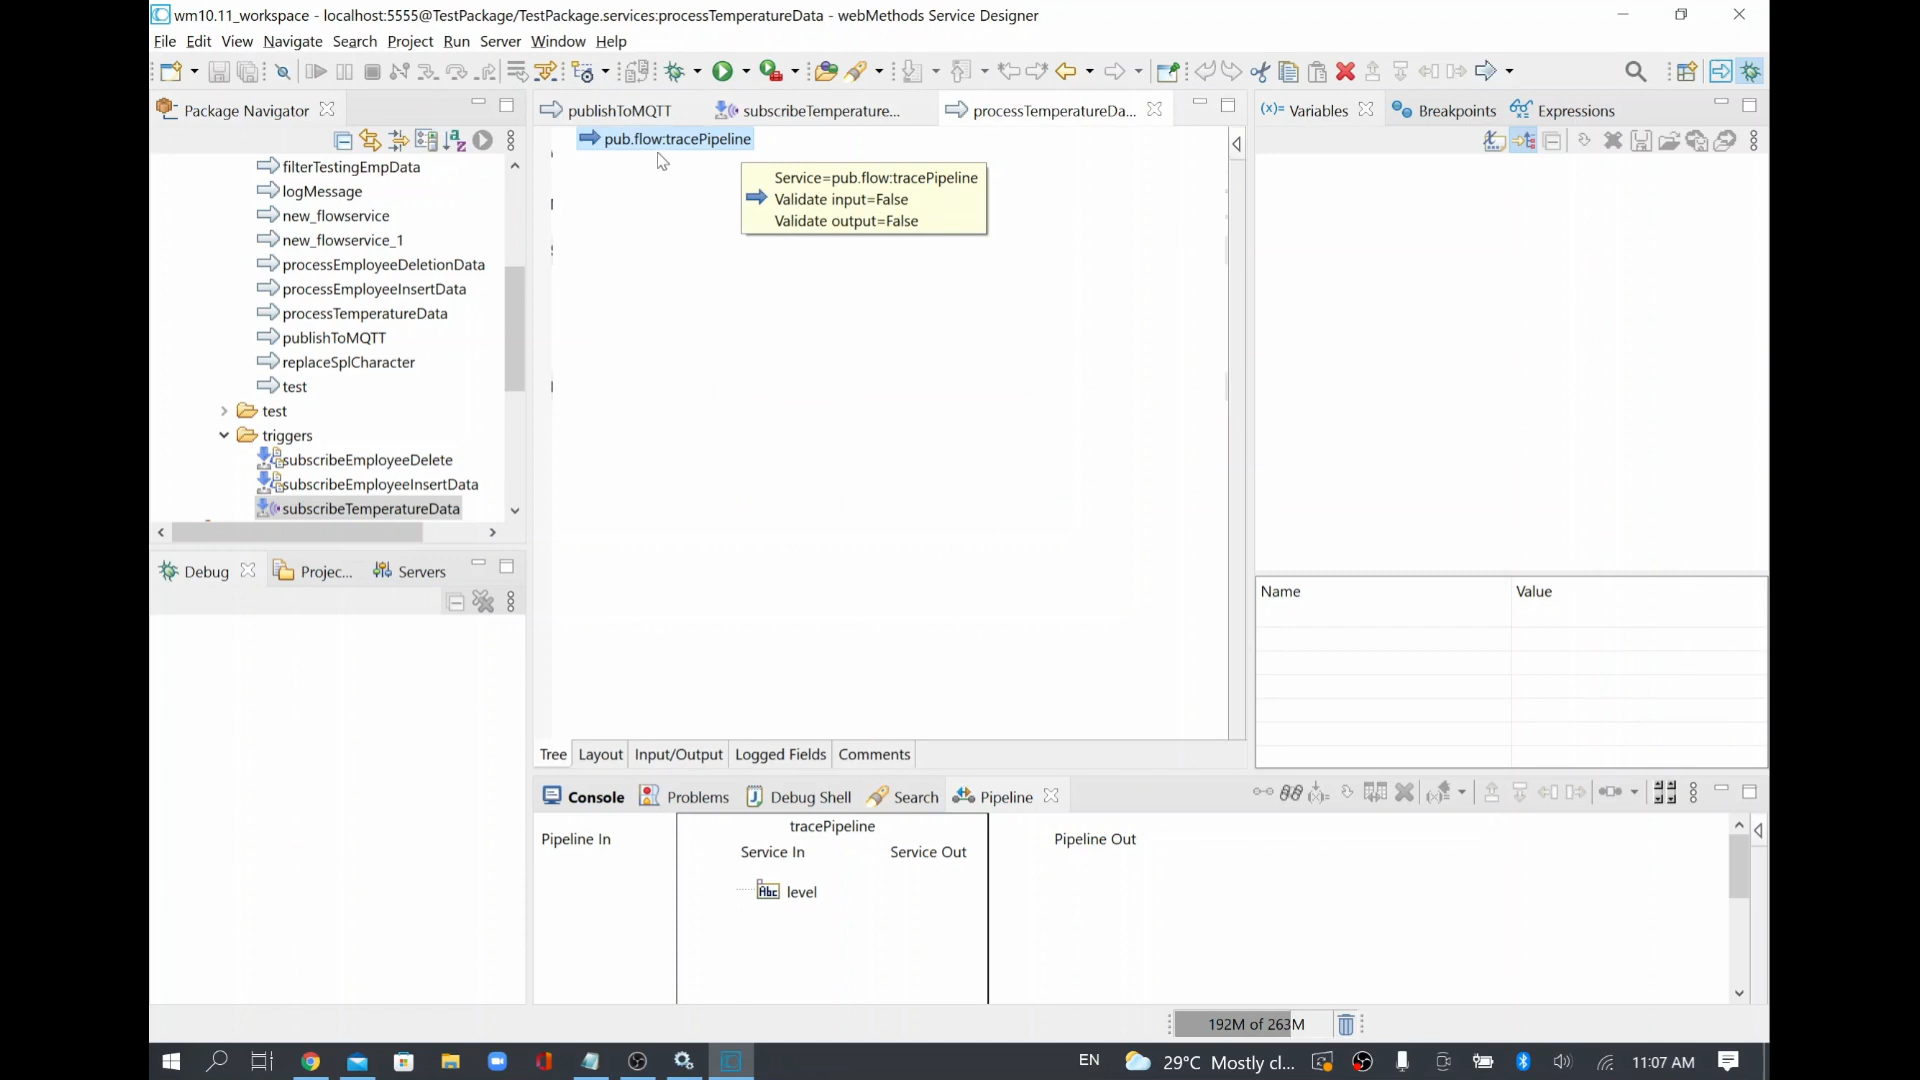 wm10.11_workspace - localhost:5555@TestPackage/TestPackage.services:processTemperatureData - webMethods Service Designer
File Edit View Navigate Search Project Run Server Window Help
Package Navigator
filterTestingEmpData
logMessage
new_flowservice
new_flowservice_1
processEmployeeDeletionData
processEmployeeInsertData
processTemperatureData
publishToMQTT
replaceSplCharacter
test
test
triggers
subscribeEmployeeDelete
subscribeEmployeeInsertData
subscribeTemperatureData
Debug Projec... Servers
publishToMQTT subscribeTemperature... processTemperatureDa...
pub.flow:tracePipeline
Service=pub.flow:tracePipeline
Validate input=False
Validate output=False
Tree Layout Input/Output Logged Fields Comments
(x)= Variables Breakpoints Expressions
Name Value
Console Problems Debug Shell Search Pipeline
tracePipeline
Pipeline In Service In Service Out Pipeline Out
Abc level
192M of 263M
EN 29°C Mostly cl... 11:07 AM